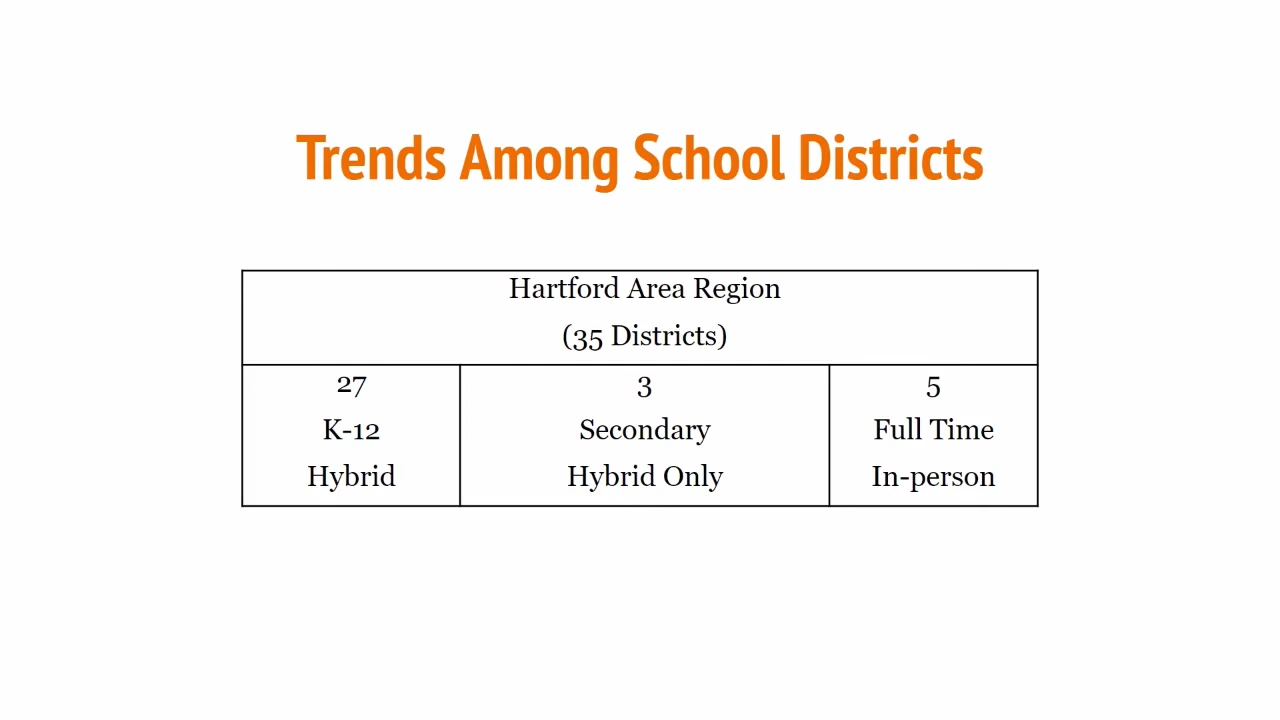 Trends Among School Districts
Hartford Area Region
(35 Districts)
27
K-12
Hybrid
3
Secondary
Hybrid Only
5
Full Time
In-person